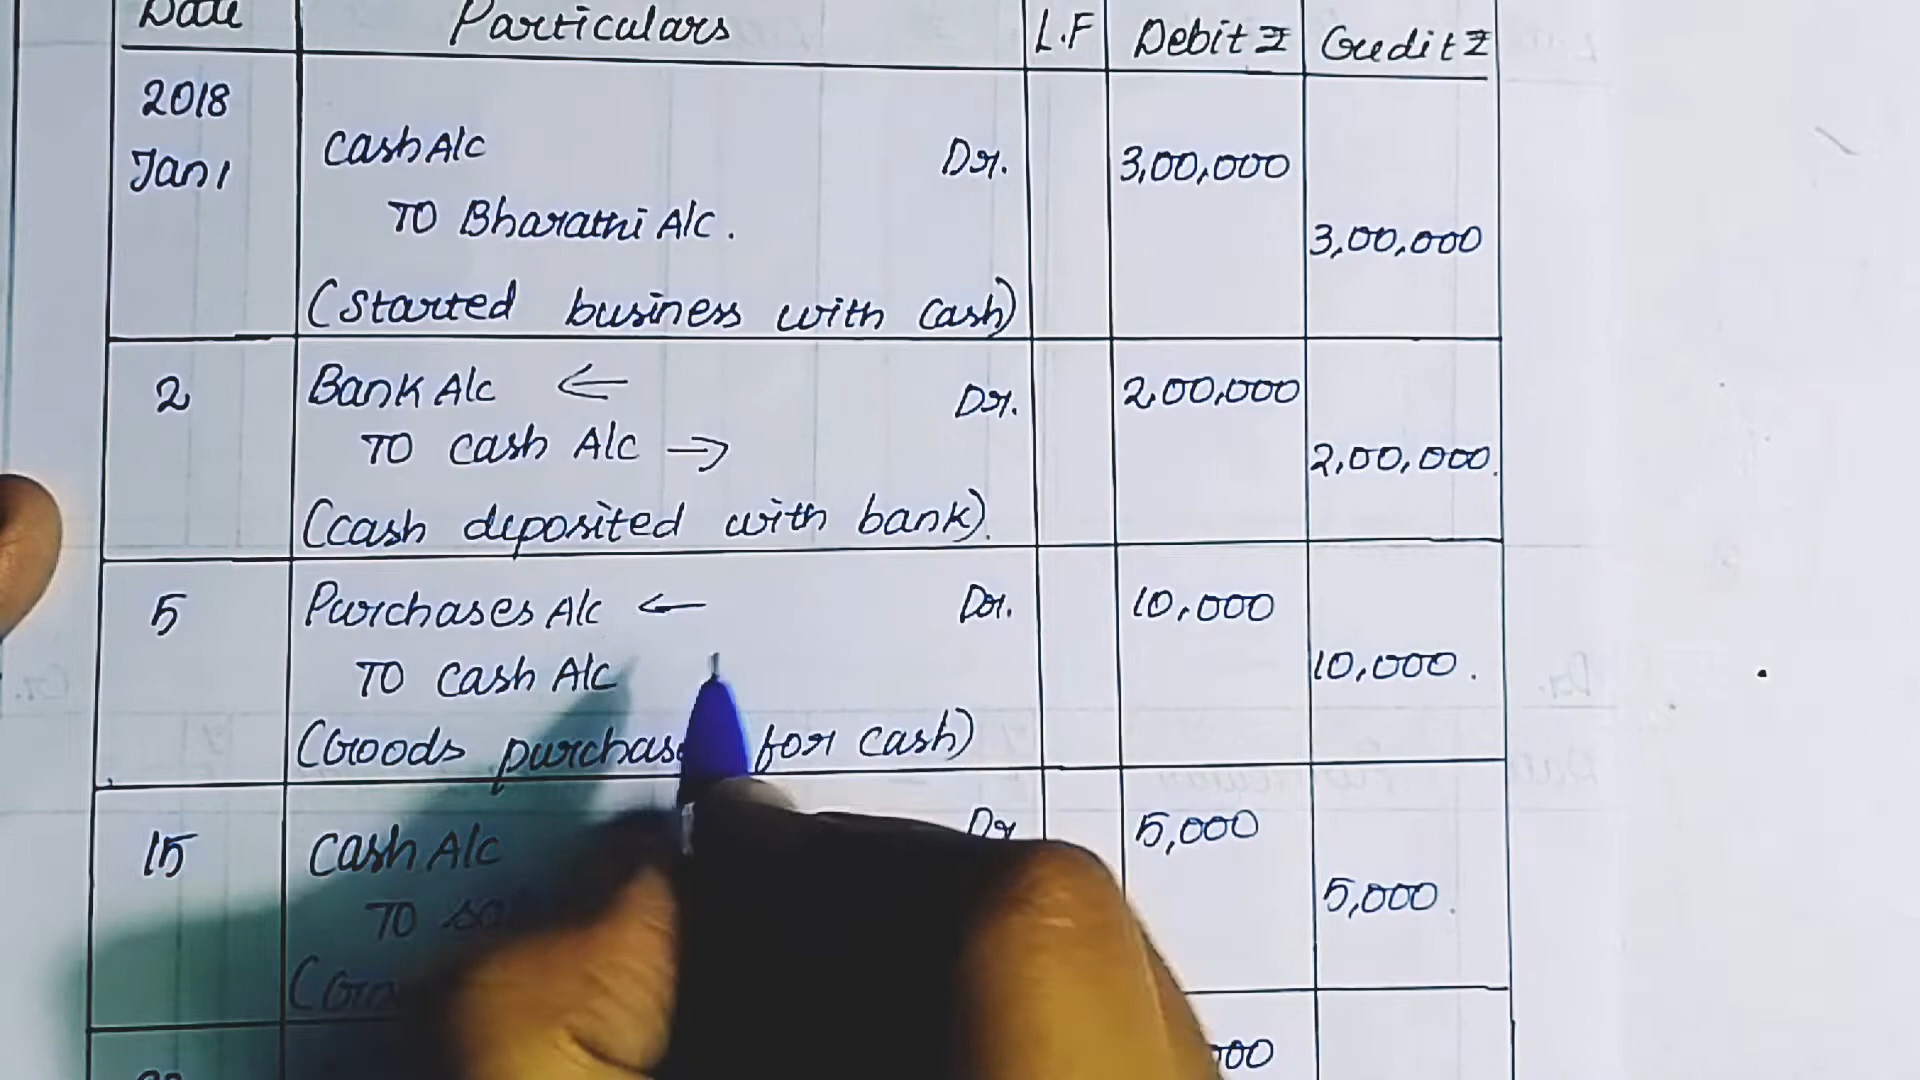 Date Particulars L.F Debit ₹ Credit ₹
2018
Jan 1 Cash A/c Dr. 3,00,000
To Bharathi A/c. 3,00,000
(Started business with cash)
2 Bank A/c ← Dr. 2,00,000
To cash A/c → 2,00,000.
(cash deposited with bank).
5 Purchases A/c ← Dr. 10,000
To cash A/c 10,000.
(Goods for cash)
15 Cash A/c Dr 5,000
To 5,000.